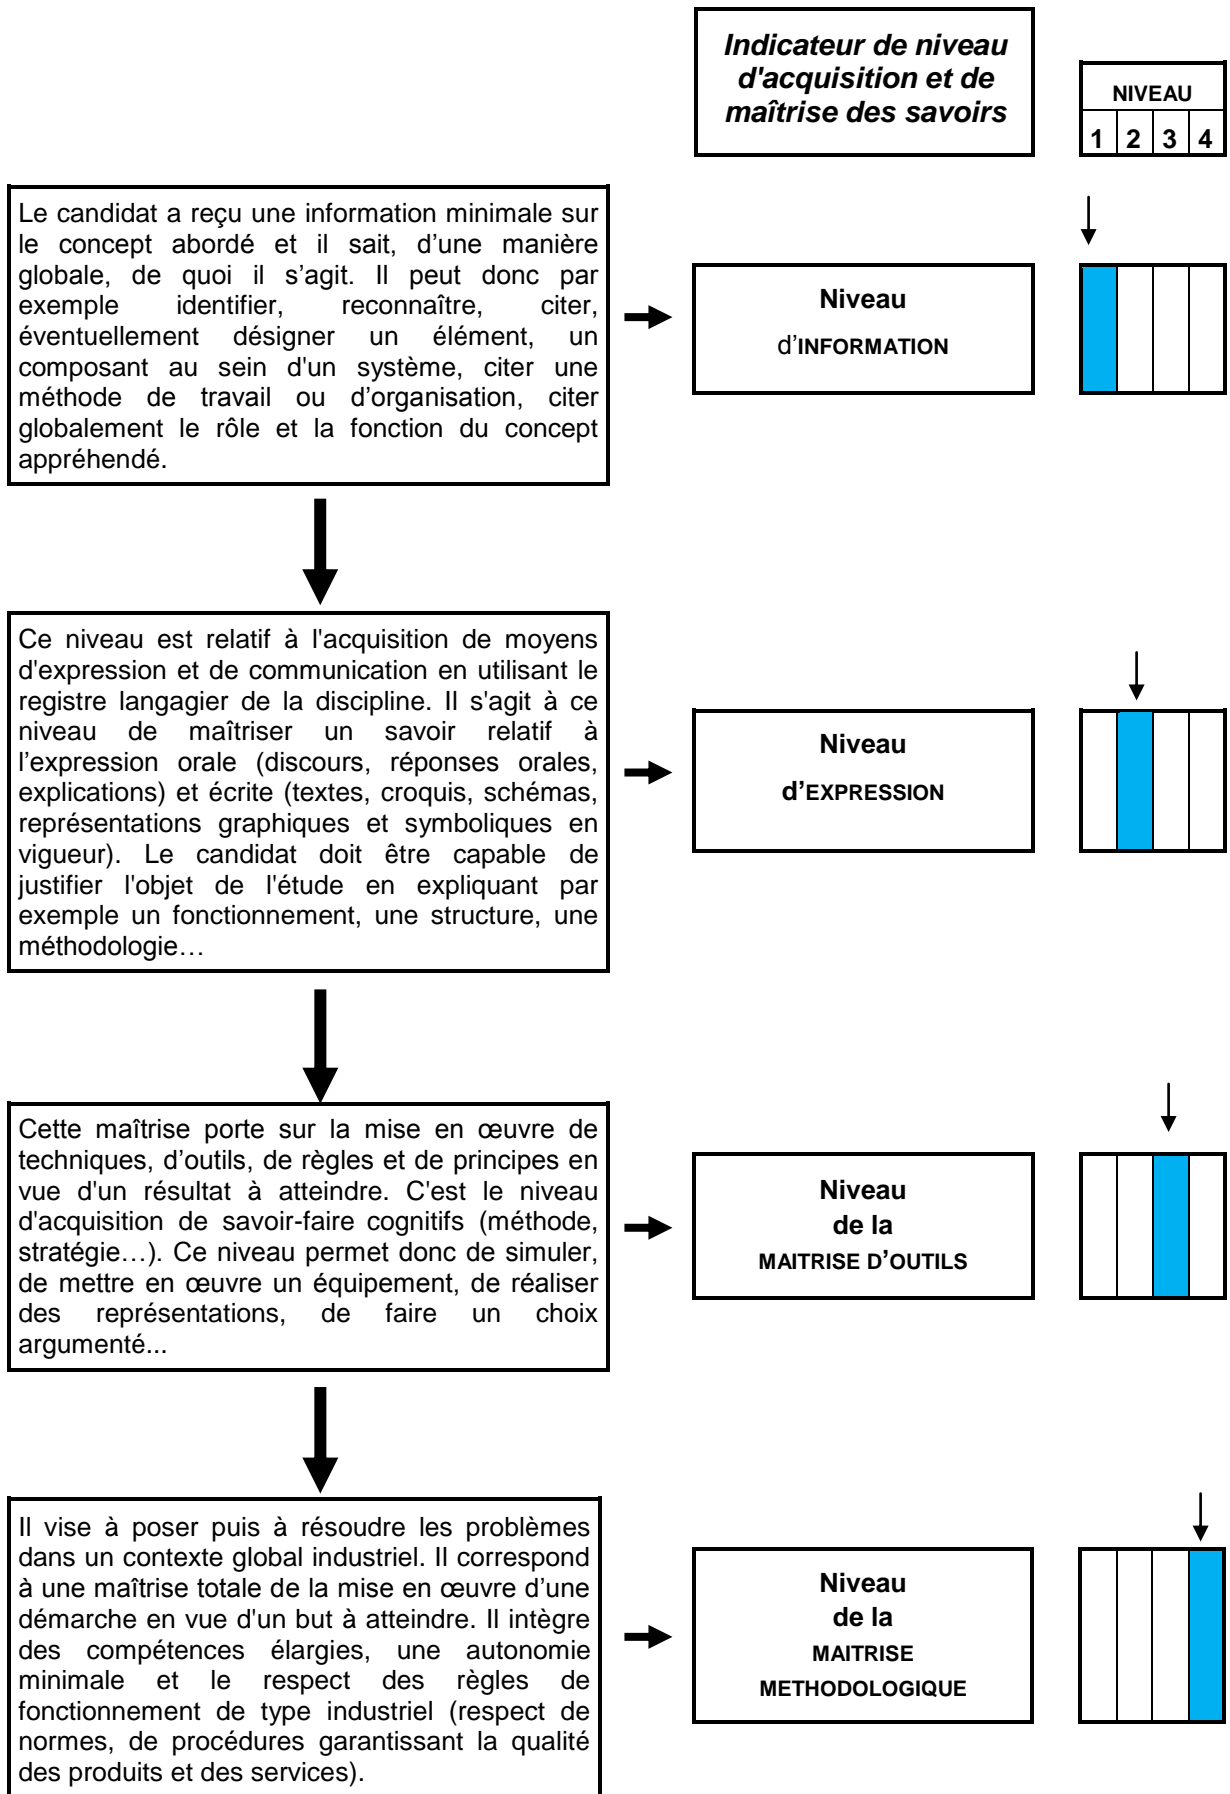 Indicateur de niveau
d'acquisition et de
maîtrise des savoirs
NIVEAU
1 2 3 4
Le candidat a reçu une information minimale sur
le concept abordé et il sait, d’une manière
globale, de quoi il s’agit. Il peut donc par
exemple identifier, reconnaître, citer,
éventuellement désigner un élément, un
composant au sein d'un système, citer une
méthode de travail ou d’organisation, citer
globalement le rôle et la fonction du concept
appréhendé.
Niveau
d’INFORMATION
Ce niveau est relatif à l'acquisition de moyens
d'expression et de communication en utilisant le
registre langagier de la discipline. Il s'agit à ce
niveau de maîtriser un savoir relatif à
l’expression orale (discours, réponses orales,
explications) et écrite (textes, croquis, schémas,
représentations graphiques et symboliques en
vigueur). Le candidat doit être capable de
justifier l'objet de l'étude en expliquant par
exemple un fonctionnement, une structure, une
méthodologie…
Niveau
d’EXPRESSION
Cette maîtrise porte sur la mise en œuvre de
techniques, d’outils, de règles et de principes en
vue d'un résultat à atteindre. C'est le niveau
d'acquisition de savoir-faire cognitifs (méthode,
stratégie…). Ce niveau permet donc de simuler,
de mettre en œuvre un équipement, de réaliser
des représentations, de faire un choix
argumenté...
Niveau
de la
MAITRISE D’OUTILS
Il vise à poser puis à résoudre les problèmes
dans un contexte global industriel. Il correspond
à une maîtrise totale de la mise en œuvre d’une
démarche en vue d'un but à atteindre. Il intègre
des compétences élargies, une autonomie
minimale et le respect des règles de
fonctionnement de type industriel (respect de
normes, de procédures garantissant la qualité
des produits et des services).
Niveau
de la
MAITRISE
METHODOLOGIQUE